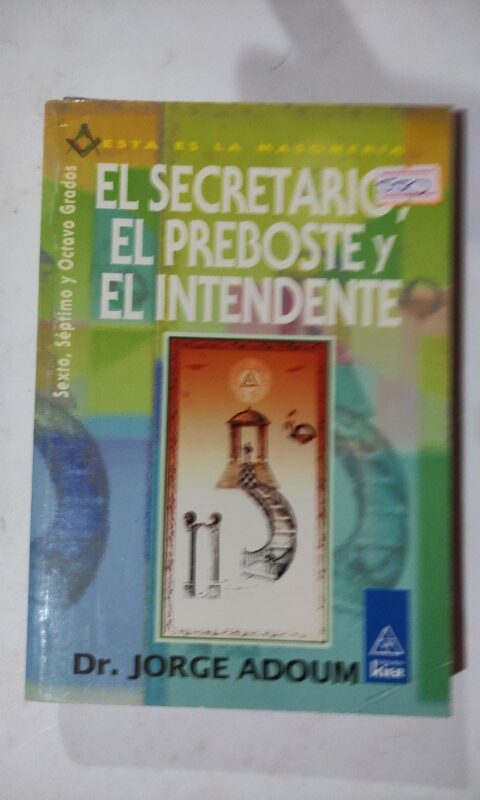 ESTA ES LA MASONERÍA
EL SECRETARIO,
EL PREBOSTE Y
EL INTENDENTE
Sexto, Séptimo y Octavo Grados
Dr. JORGE ADOUM
kier